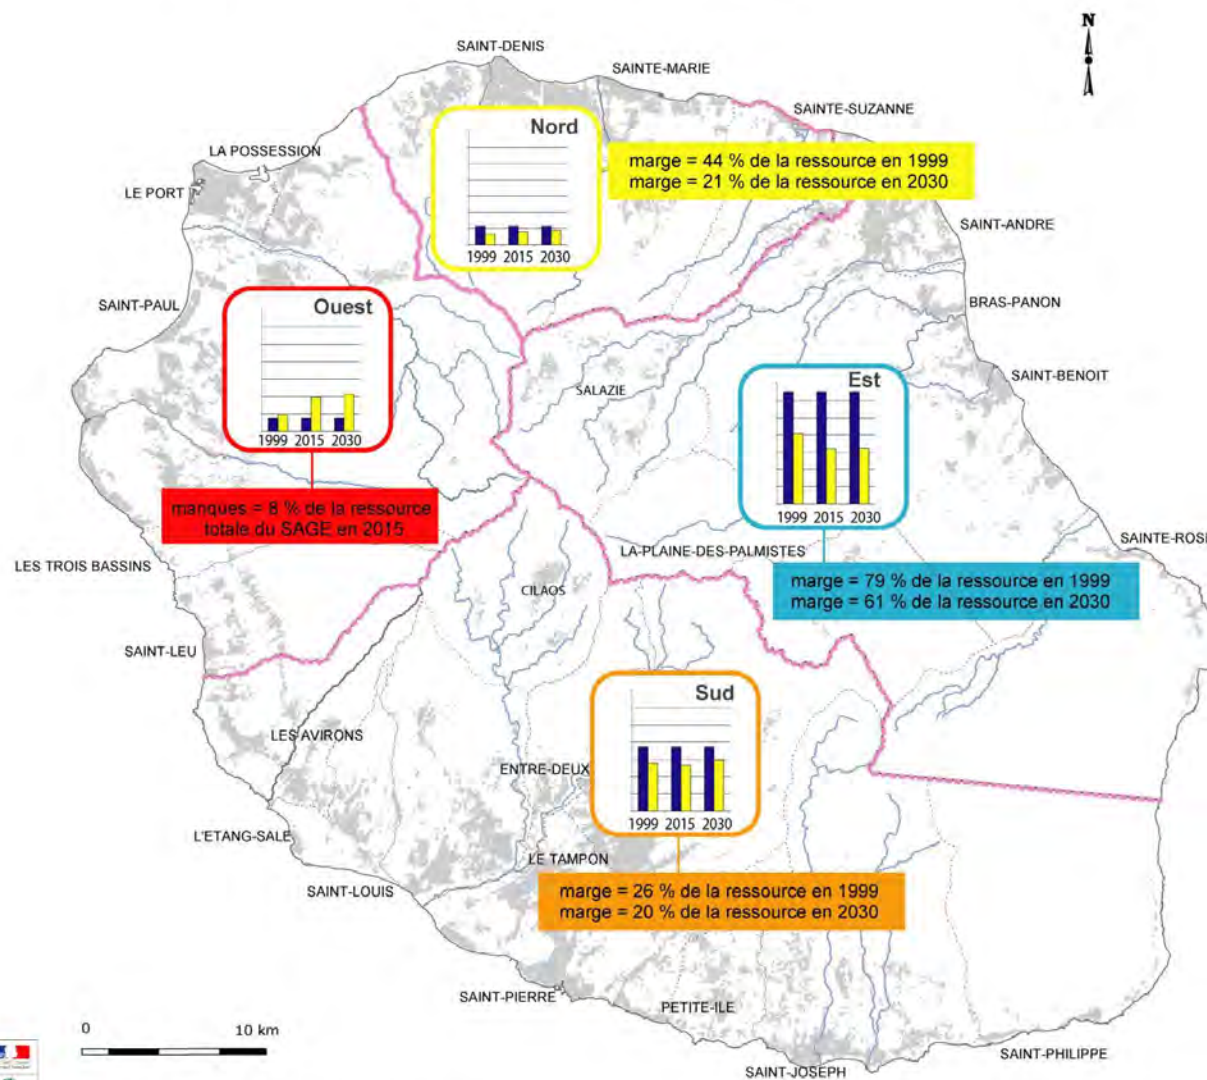 N
SAINT-DENIS
SAINTE-MARIE
SAINTE-SUZANNE
Nord
1999 2015 2030
marge = 44 % de la ressource en 1999
marge = 21 % de la ressource en 2030
LA POSSESSION
LE PORT
SAINT-ANDRE
SAINT-PAUL
BRAS-PANON
Ouest
1999 2015 2030
manques = 8 % de la ressource
totale du SAGE en 2015
SALAZIE
SAINT-BENOIT
Est
1999 2015 2030
marge = 79 % de la ressource en 1999
marge = 61 % de la ressource en 2030
SAINTE-ROSE
LA-PLAINE-DES-PALMISTES
LES TROIS BASSINS
CILAOS
SAINT-LEU
Sud
1999 2015 2030
marge = 26 % de la ressource en 1999
marge = 20 % de la ressource en 2030
LES AVIRONS
ENTRE-DEUX
L'ETANG-SALE
LE TAMPON
SAINT-LOUIS
SAINT-PIERRE
PETITE-ILE
SAINT-PHILIPPE
SAINT-JOSEPH
0 10 km